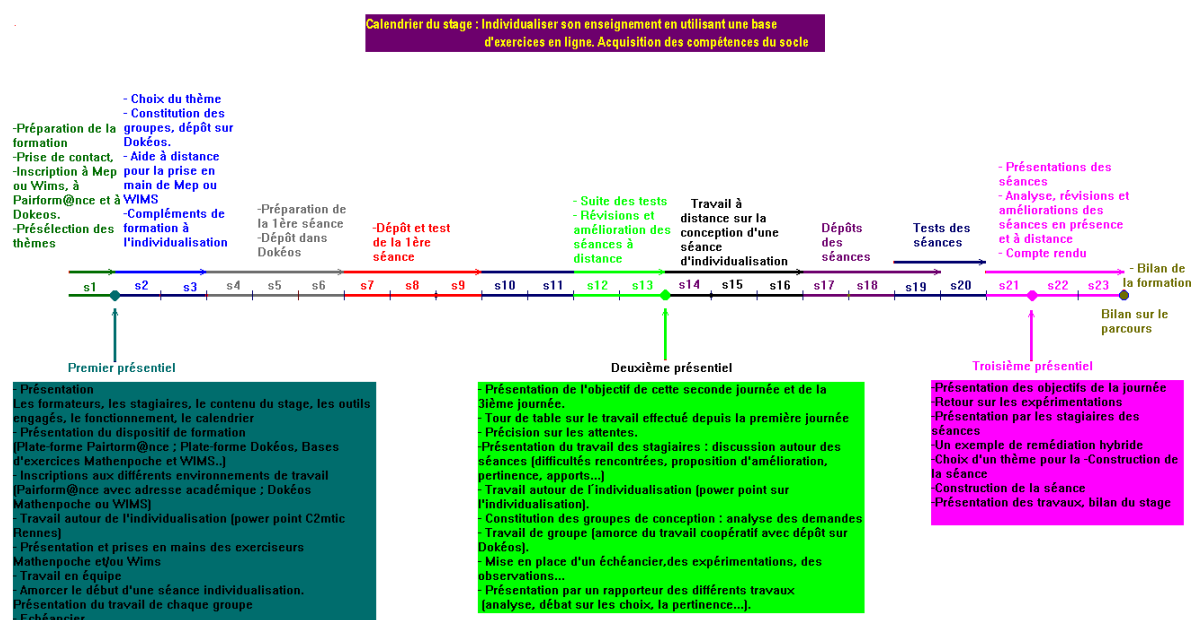 Calendrier du stage : Individualiser son enseignement en utilisant une base
d'exercices en ligne. Acquisition des compétences du socle
-Préparation de la
formation
-Prise de contact,
-Inscription à Mep
ou Wims, à
Pairform@nce et à
Dokeos.
-Présélection des
thèmes
- Choix du thème
- Constitution des
groupes, dépôt sur
Dokéos.
- Aide à distance
pour la prise en
main de Mep ou
WIMS
-Compléments de
formation à
l'individualisation
-Préparation de
la 1ère séance
-Dépôt dans
Dokéos
-Dépôt et test
de la 1ère
séance
- Suite des tests
- Révisions et
amélioration des
séances à
distance
Travail à
distance sur la
conception d'une
séance
d'individualisation
Dépôts
des
séances
Tests des
séances
- Présentations des
séances
- Analyse, révisions et
améliorations des
séances en présence
et à distance
- Compte rendu
- Bilan de
la formation
s1 s2 s3 s4 s5 s6 s7 s8 s9 s10 s11 s12 s13 s14 s15 s16 s17 s18 s19 s20 s21 s22 s23
Bilan sur le
parcours
Premier présentiel
- Présentation
Les formateurs, les stagiaires, le contenu du stage, les outils
engagés, le fonctionnement, le calendrier
- Présentation du dispositif de formation
(Plate-forme Pairform@nce ; Plate-forme Dokéos, Bases
d'exercices Mathenpoche et WIMS..)
- Inscriptions aux différents environnements de travail
(Pairform@nce avec adresse académique ; Dokéos
Mathenpoche ou WIMS)
- Travail autour de l'individualisation (power point C2mtic
Rennes)
- Présentation et prises en mains des exerciseurs
Mathenpoche et/ou Wims
- Travail en équipe
- Amorcer le début d'une séance individualisation.
Présentation du travail de chaque groupe
- Echéancier
Deuxième présentiel
- Présentation de l'objectif de cette seconde journée et de la
3ième journée.
- Tour de table sur le travail effectué depuis la première journée
- Précision sur les attentes.
-Présentation du travail des stagiaires : discussion autour des
séances (difficultés rencontrées, proposition d'amélioration,
pertinence, apports...)
- Travail autour de l´individualisation (power point sur
l'individualisation).
- Constitution des groupes de conception : analyse des demandes
- Travail de groupe (amorce du travail coopératif avec dépôt sur
Dokéos).
- Mise en place d'un échéancier,des expérimentations, des
observations...
- Présentation par un rapporteur des différents travaux
(analyse, débat sur les choix, la pertinence...).
Troisième présentiel
-Présentation des objectifs de la journée
-Retour sur les expérimentations
-Présentation par les stagiaires des
séances
-Un exemple de remédiation hybride
-Choix d'un thème pour la -Construction de
la séance
-Construction de la séance
-Présentation des travaux, bilan du stage